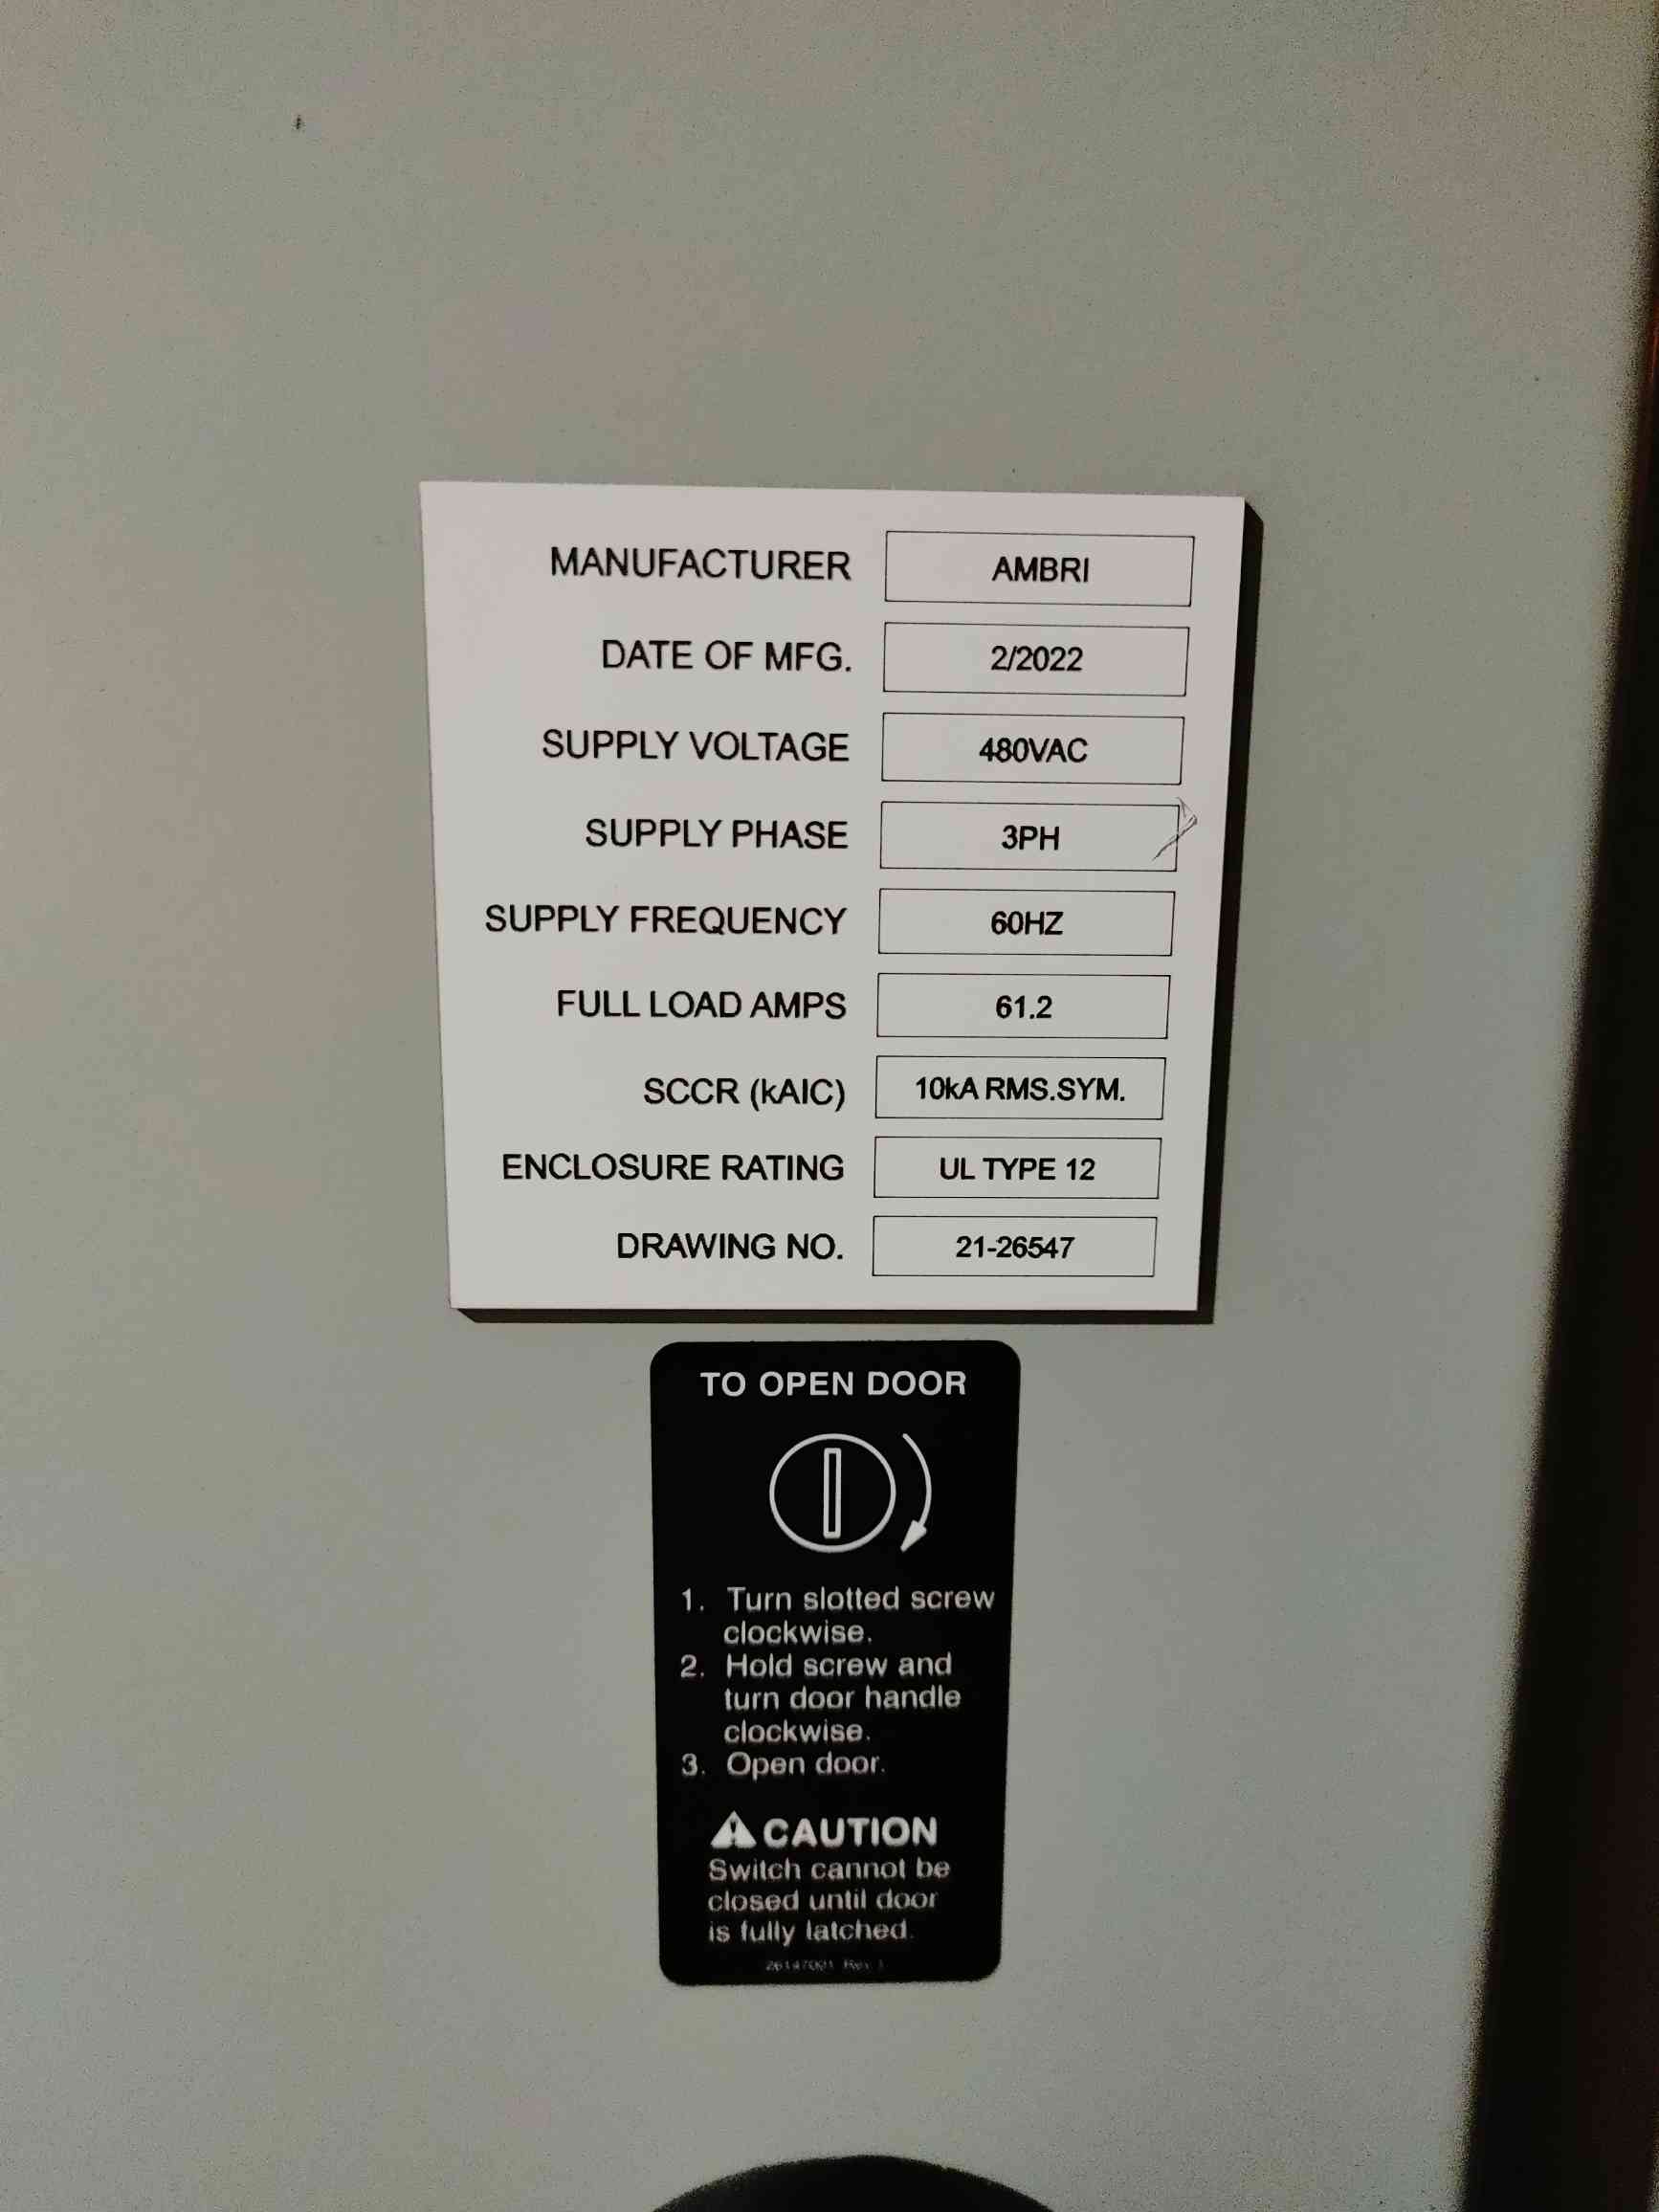 MANUFACTURER AMBRI
DATE OF MFG. 2/2022
SUPPLY VOLTAGE 480VAC
SUPPLY PHASE 3PH
SUPPLY FREQUENCY 60HZ
FULL LOAD AMPS 61.2
SCCR (kAIC) 10kA RMS.SYM.
ENCLOSURE RATING UL TYPE 12
DRAWING NO. 21-26547
TO OPEN DOOR
1. Turn slotted screw
clockwise.
2. Hold screw and
turn door handle
clockwise.
3. Open door.
CAUTION
Switch cannot be
closed until door
is fully latched.
26147001 Rev 1